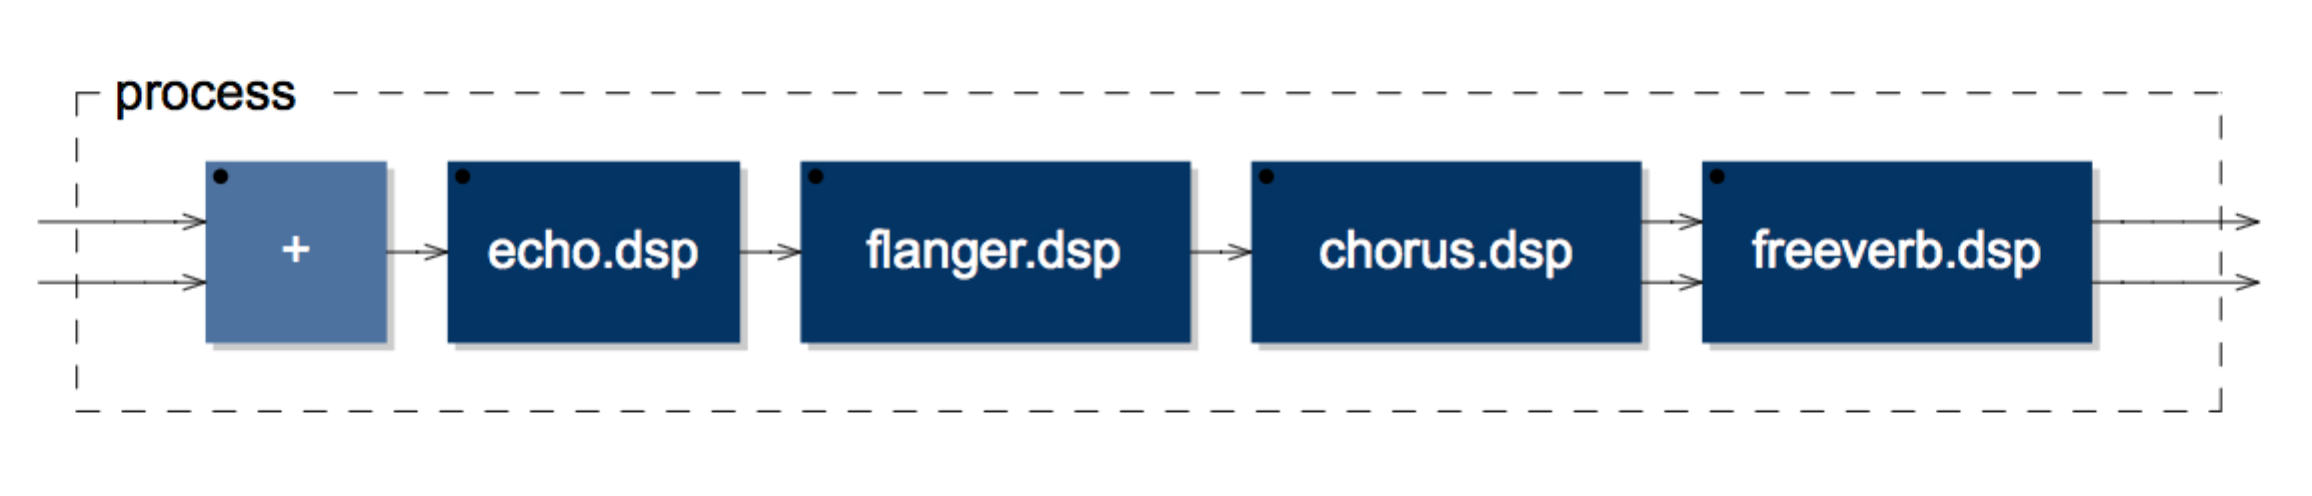 process
+
echo.dsp
flanger.dsp
chorus.dsp
freeverb.dsp